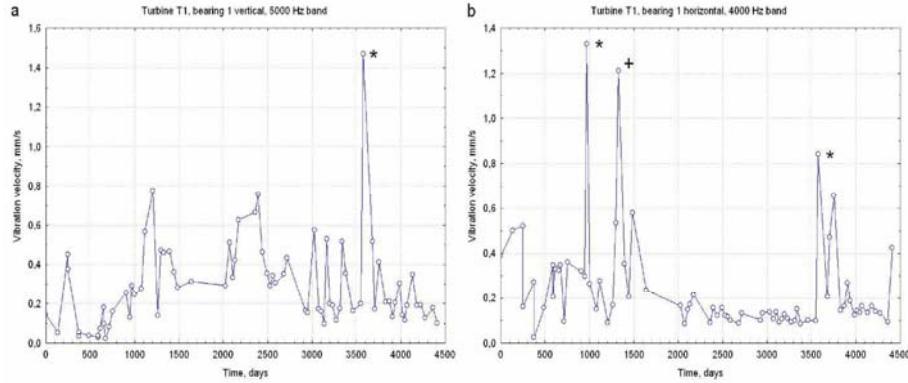 a
Turbine T1, bearing 1 vertical, 5000 Hz band
1,6
1,4
1,2
1,0
0,8
0,6
0,4
0,2
0,0
Vibration velocity, mm/s
*
0 500 1000 1500 2000 2500 3000 3500 4000 4500
Time, days
b
Turbine T1, bearing 1 horizontal, 4000 Hz band
1,4
1,2
1,0
0,8
0,6
0,4
0,2
0,0
Vibration velocity, mm/s
*
+
*
0 500 1000 1500 2000 2500 3000 3500 4000 4500
Time, days